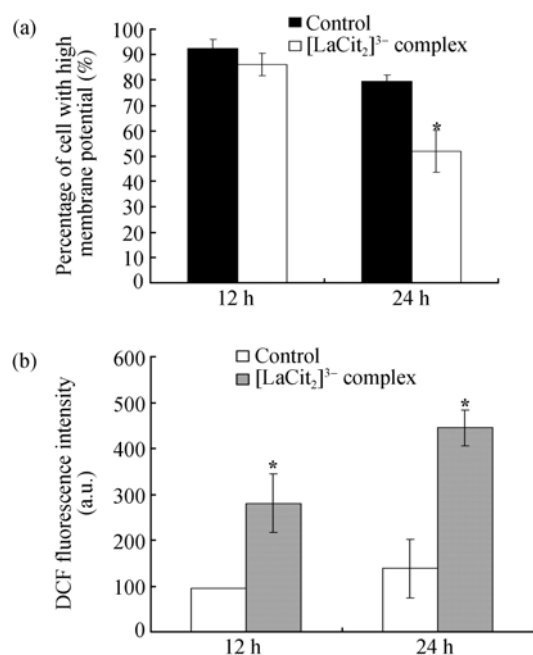 (a)
Control
[LaCit₂]³⁻ complex
Percentage of cell with high
membrane potential (%)
100
90
80
70
60
50
40
30
20
10
0
*
12 h
24 h
(b)
Control
[LaCit₂]³⁻ complex
DCF fluorescence intensity
(a.u.)
600
500
400
300
200
100
0
*
*
12 h
24 h